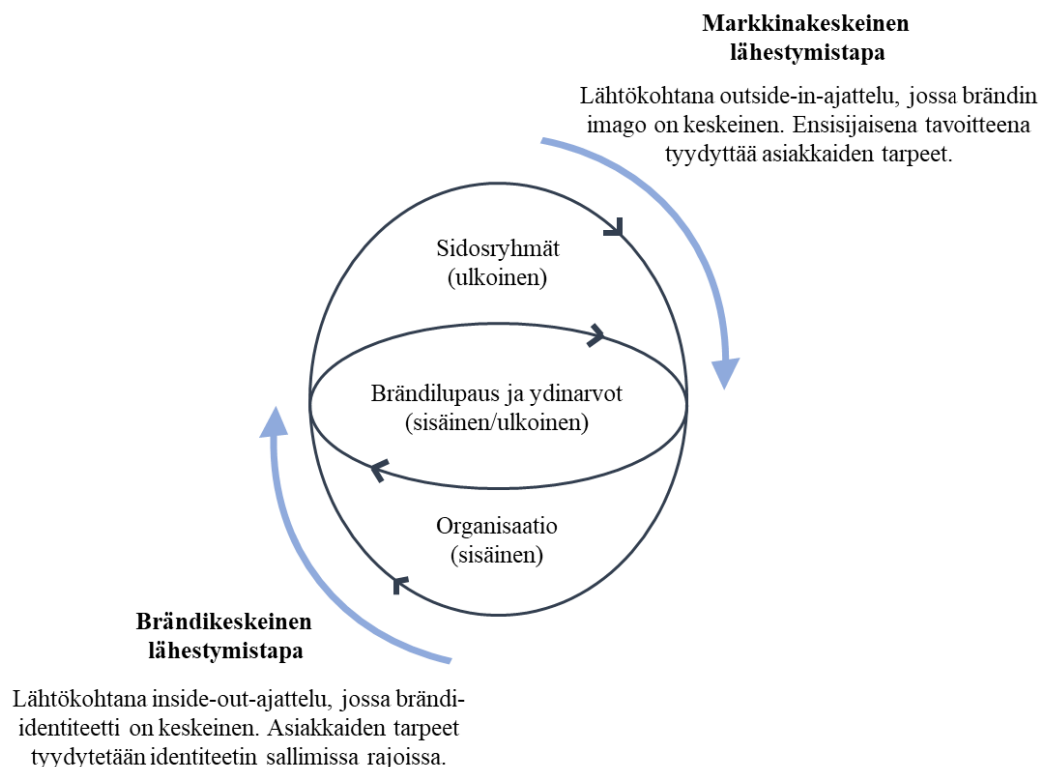 Markkinakeskeinen
lähestymistapa
Lähtökohtana outside-in-ajattelu, jossa brändin
imago on keskeinen. Ensisijaisena tavoitteena
tyydyttää asiakkaiden tarpeet.
Sidosryhmät
(ulkoinen)
Brändilupaus ja ydinarvot
(sisäinen/ulkoinen)
Organisaatio
(sisäinen)
Brändikeskeinen
lähestymistapa
Lähtökohtana inside-out-ajattelu, jossa brändi-
identiteetti on keskeinen. Asiakkaiden tarpeet
tyydytetään identiteetin sallimissa rajoissa.